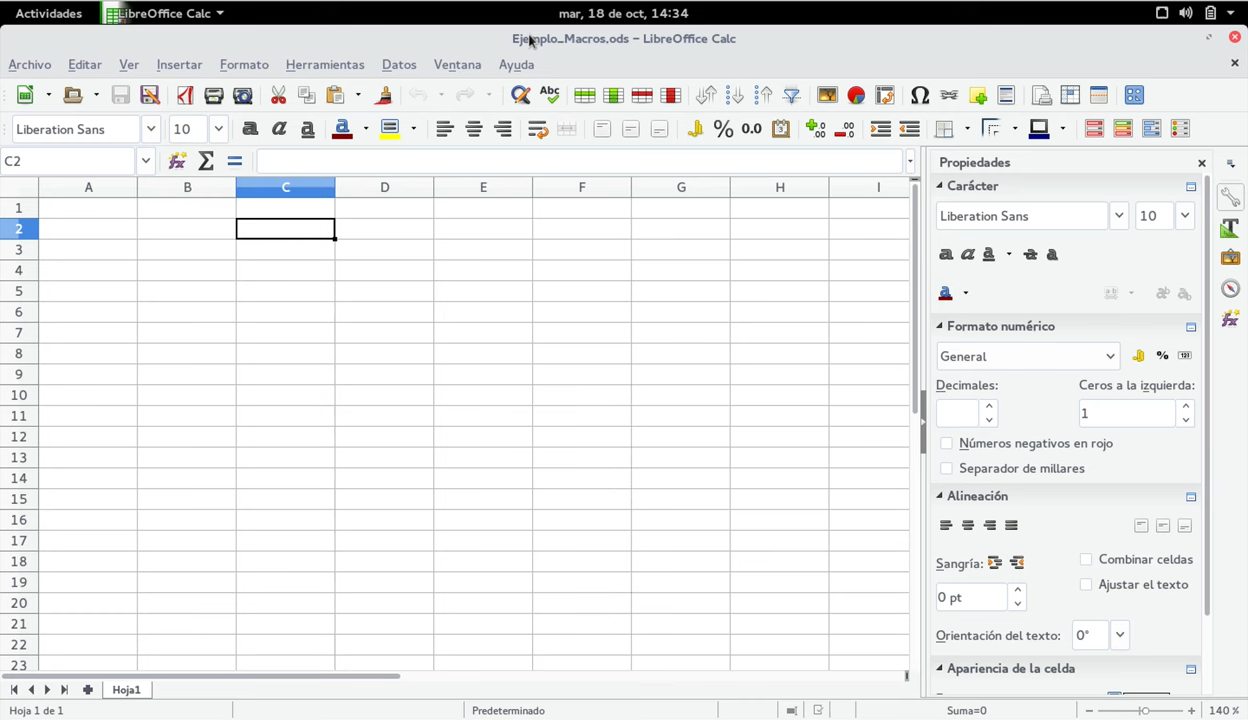 Actividades LibreOffice Calc mar, 18 de oct, 14:34
Ejemplo_Macros.ods – LibreOffice Calc
Archivo Editar Ver Insertar Formato Herramientas Datos Ventana Ayuda
Liberation Sans 10
C2
Propiedades
A B C D E F G H I
Carácter
Liberation Sans 10
1
2
3
4
5
6
7
8
9
10
11
12
13
14
15
16
17
18
19
20
21
22
23
Formato numérico
General
Decimales: Ceros a la izquierda:
1
Números negativos en rojo
Separador de millares
Alineación
Sangría: Combinar celdas
Ajustar el texto
0 pt
Orientación del texto: 0°
Apariencia de la celda
Hoja1
Hoja 1 de 1 Predeterminado Suma=0 140 %